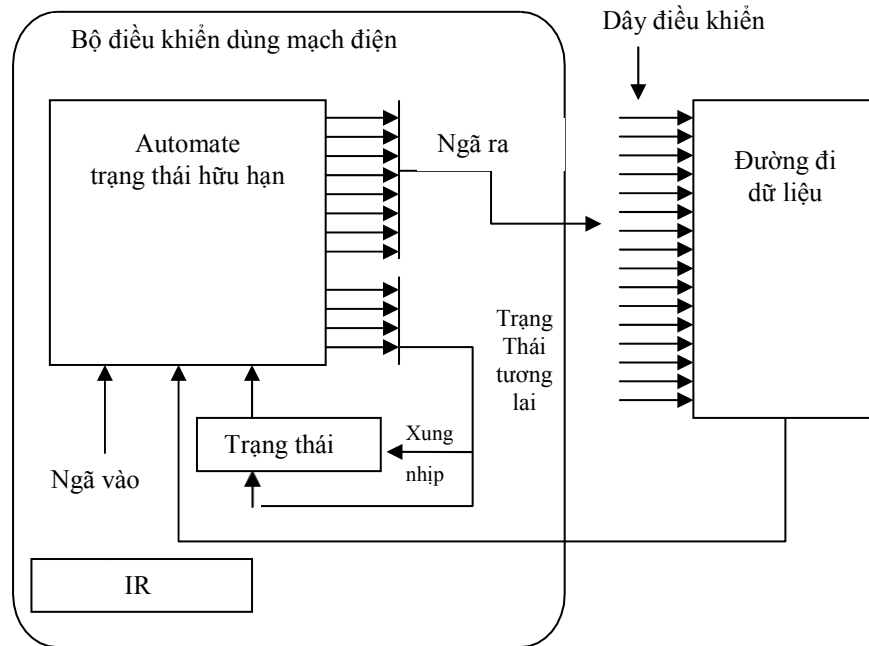 Bộ điều khiển dùng mạch điện
Dây điều khiển
Automate
trạng thái hữu hạn
Ngã ra
Đường đi
dữ liệu
Trạng
Thái
tương
lai
Trạng thái
Xung
nhịp
Ngã vào
IR